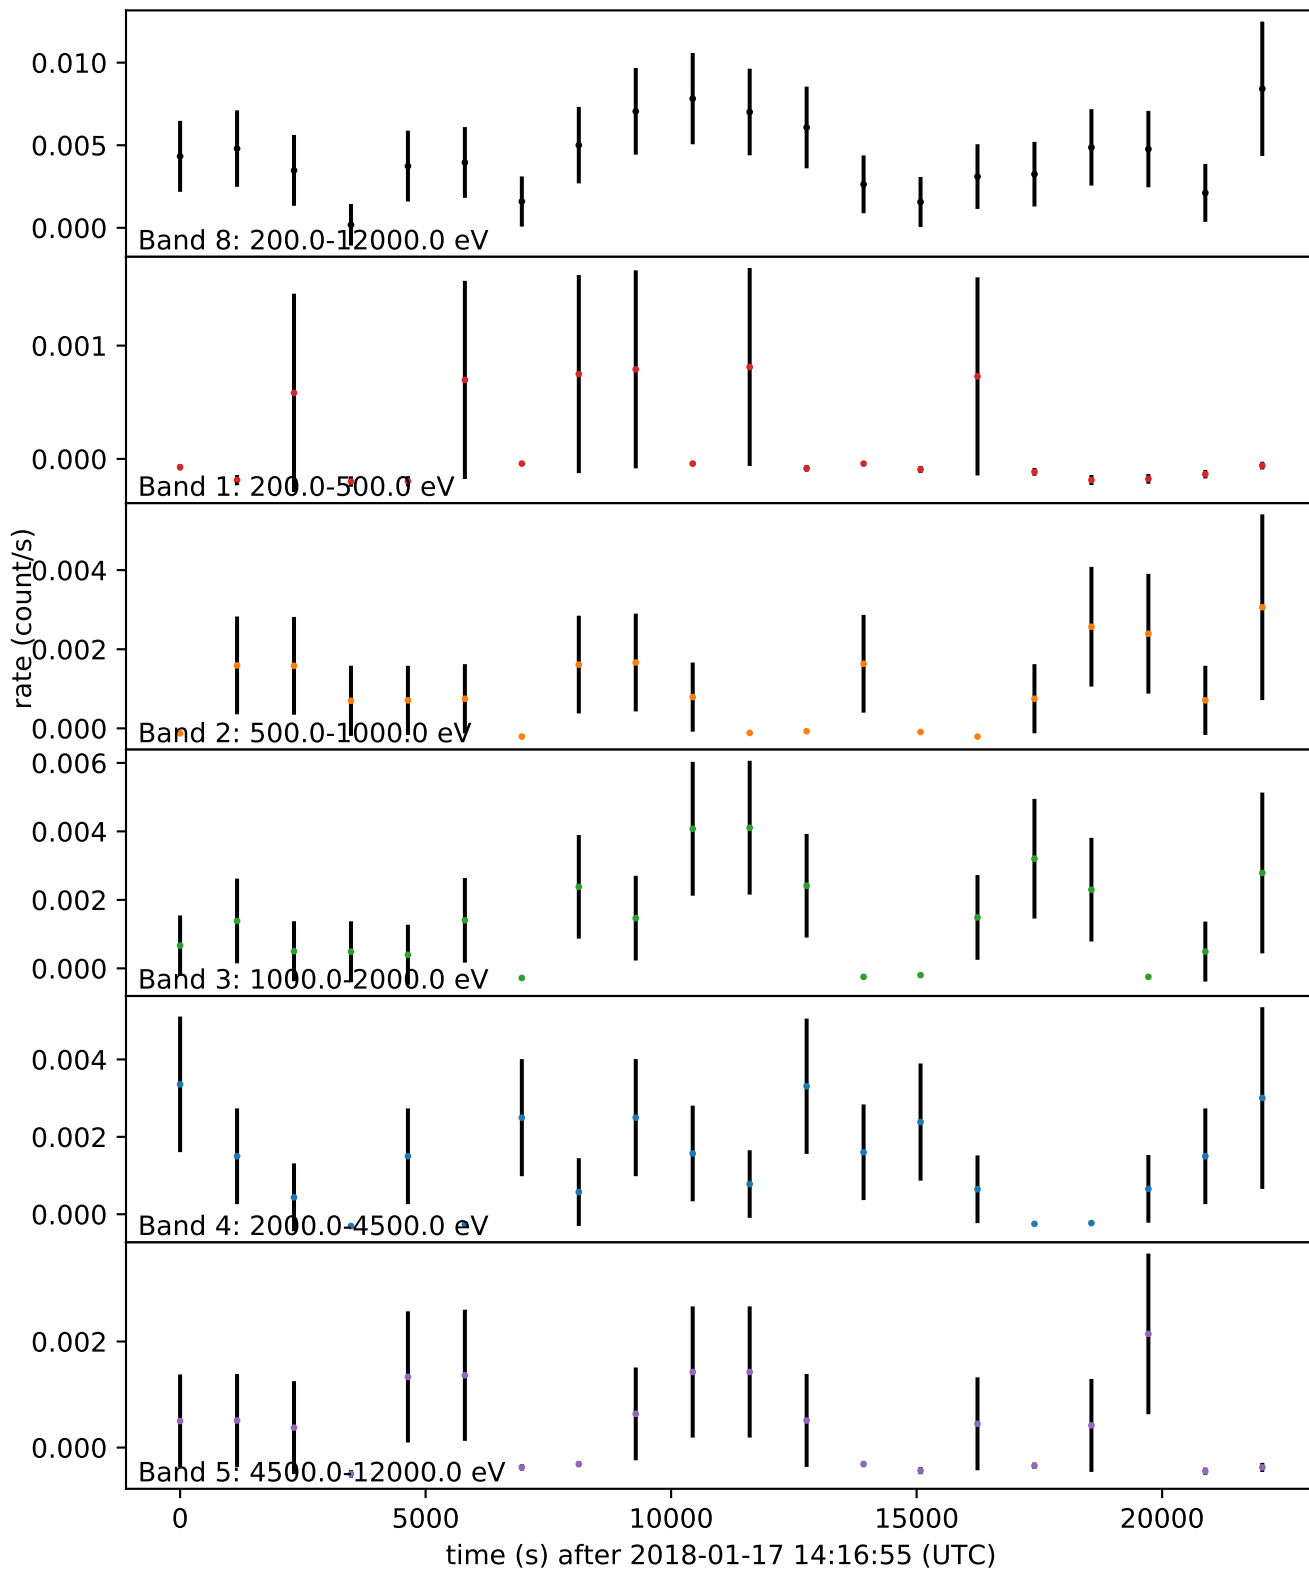 0.010
0.005
0.000
Band 8: 200.0-12000.0 eV
0.001
0.000
Band 1: 200.0-500.0 eV
rate (count/s)
0.004
0.002
0.000
Band 2: 500.0-1000.0 eV
0.006
0.004
0.002
0.000
Band 3: 1000.0-2000.0 eV
0.004
0.002
0.000
Band 4: 2000.0-4500.0 eV
0.002
0.000
Band 5: 4500.0-12000.0 eV
0 5000 10000 15000 20000
time (s) after 2018-01-17 14:16:55 (UTC)